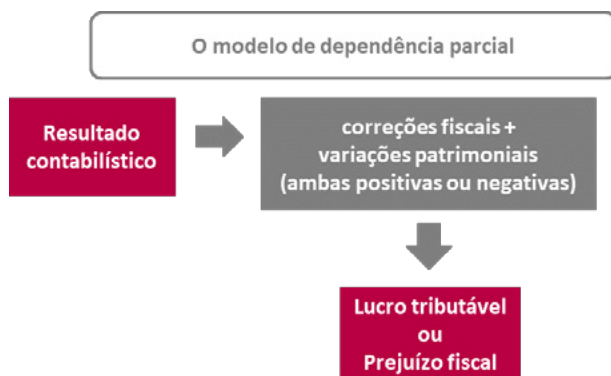 O modelo de dependência parcial
Resultado
contabilístico
correções fiscais +
variações patrimoniais
(ambas positivas ou negativas)
Lucro tributável
ou
Prejuízo fiscal